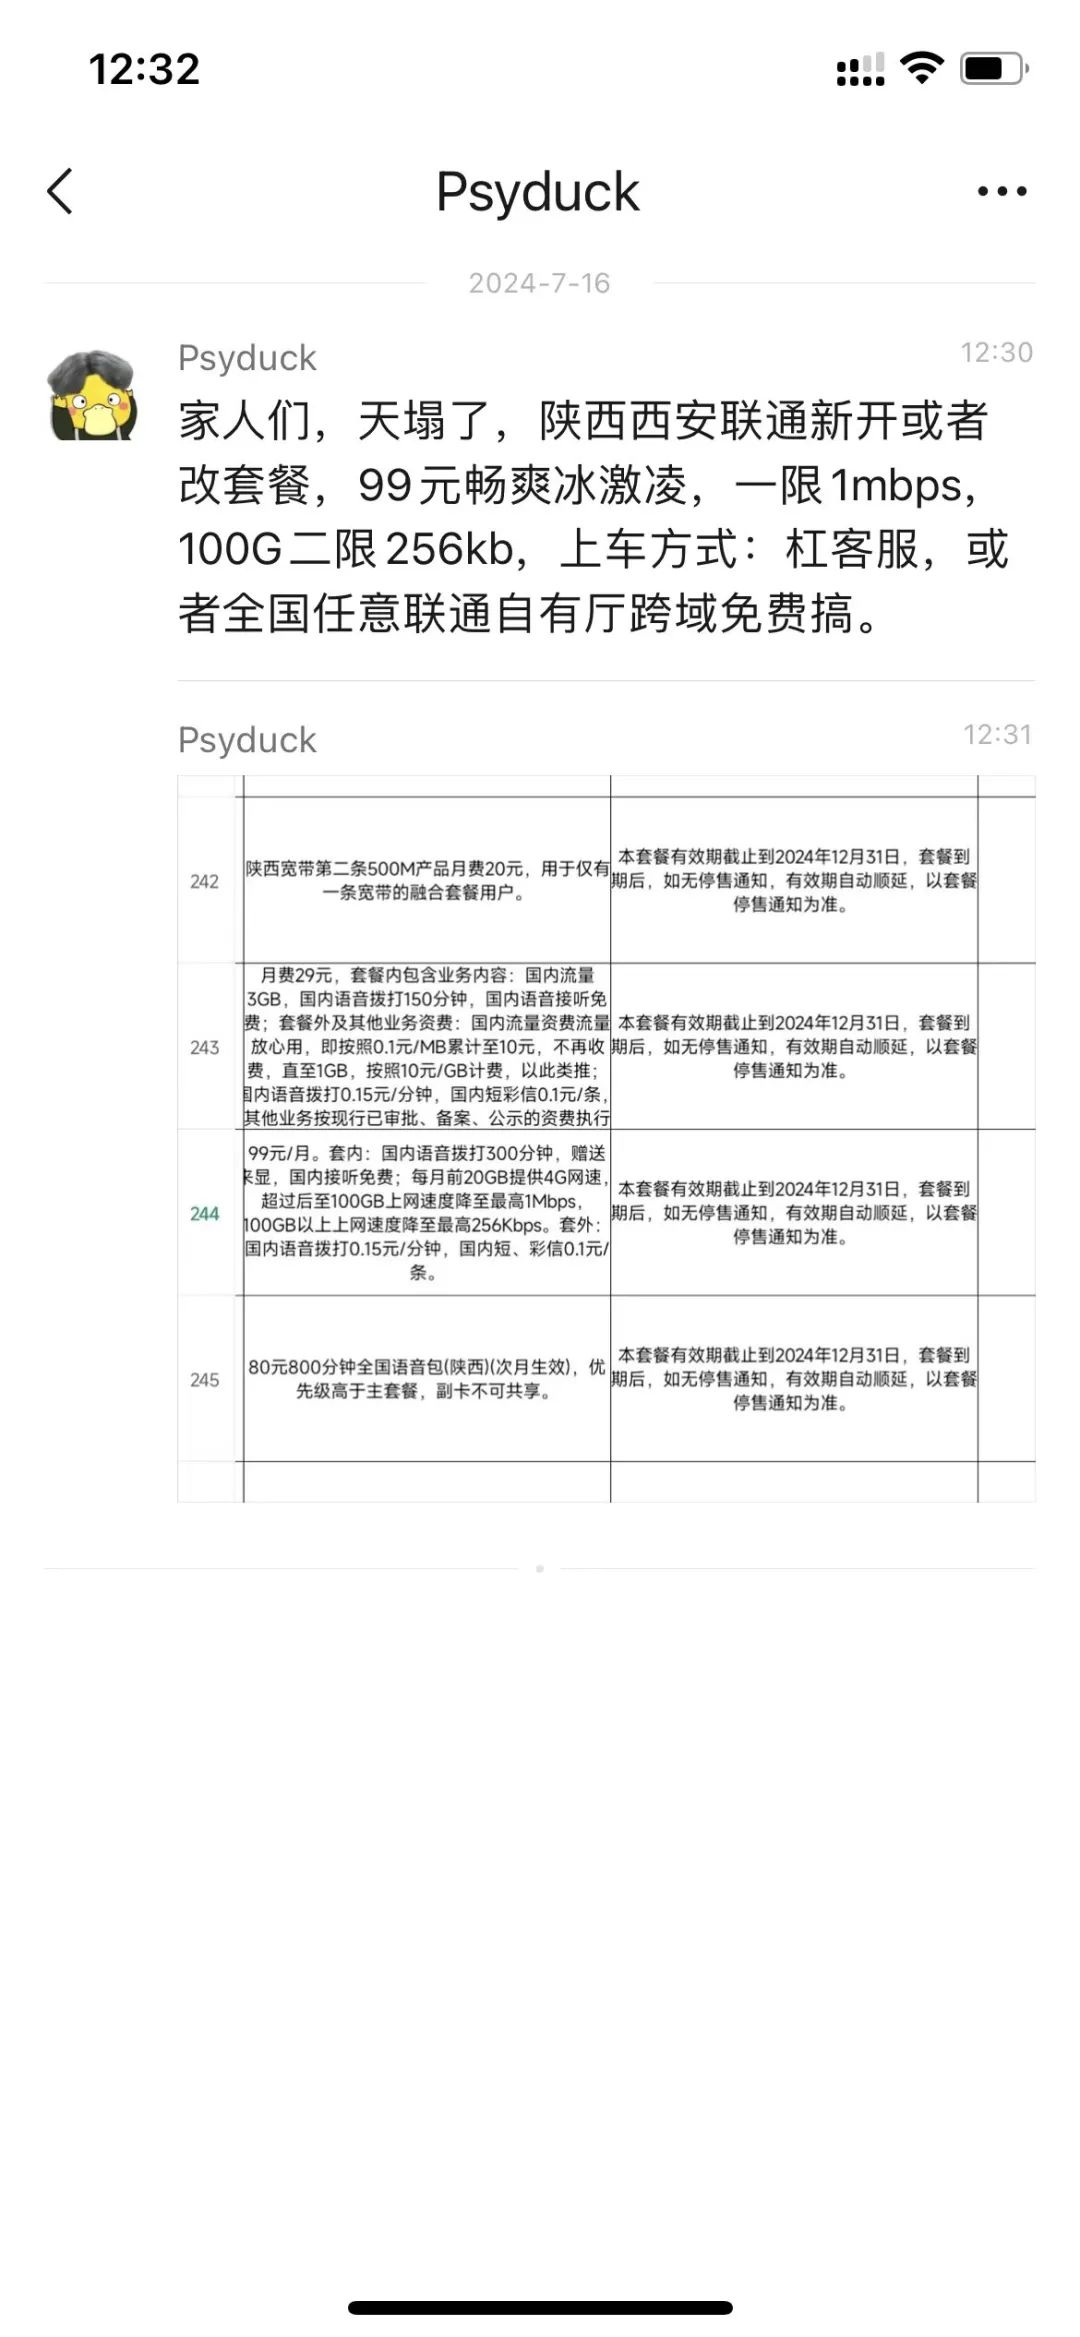 12:32
Psyduck
2024-7-16
Psyduck
12:30
家人们，天塌了，陕西西安联通新开或者
改套餐，99元畅爽冰激凌，一限1mbps，
100G二限256kb，上车方式：杠客服，或
者全国任意联通自有厅跨域免费搞。
Psyduck
12:31
242
陕西宽带第二条500M产品月费20元，用于仅有
一条宽带的融合套餐用户。
本套餐有效期截止到2024年12月31日，套餐到
期后，如无停售通知，有效期自动顺延，以套餐
停售通知为准。
243
月费29元，套餐内包含业务内容：国内流量
3GB，国内语音拨打150分钟，国内语音接听免
费；套餐外及其他业务资费：国内流量资费流量
放心用，即按照0.1元/MB累计至10元，不再收
费，直至1GB，按照10元/GB计费，以此类推；
国内语音拨打0.15元/分钟，国内短彩信0.1元/条，
其他业务按现行已审批、备案、公示的资费执行
本套餐有效期截止到2024年12月31日，套餐到
期后，如无停售通知，有效期自动顺延，以套餐
停售通知为准。
244
99元/月。套内：国内语音拨打300分钟，赠送
来显，国内接听免费；每月前20GB提供4G网速，
超过后至100GB上网速度降至最高1Mbps，
100GB以上上网速度降至最高256Kbps。套外：
国内语音拨打0.15元/分钟，国内短、彩信0.1元/
条。
本套餐有效期截止到2024年12月31日，套餐到
期后，如无停售通知，有效期自动顺延，以套餐
停售通知为准。
245
80元800分钟全国语音包(陕西)(次月生效)，优
先级高于主套餐，副卡不可共享。
本套餐有效期截止到2024年12月31日，套餐到
期后，如无停售通知，有效期自动顺延，以套餐
停售通知为准。